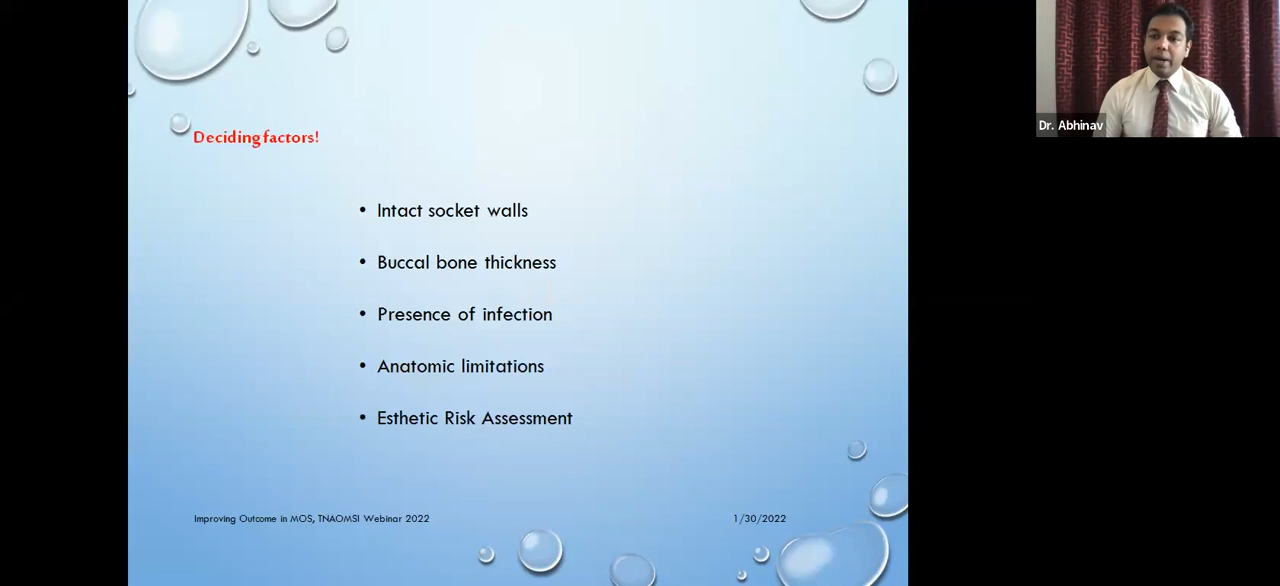 Deciding factors!
• Intact socket walls
• Buccal bone thickness
• Presence of infection
• Anatomic limitations
• Esthetic Risk Assessment
Improving Outcome in MOS, TNAOMSI Webinar 2022
1/30/2022
Dr. Abhinav